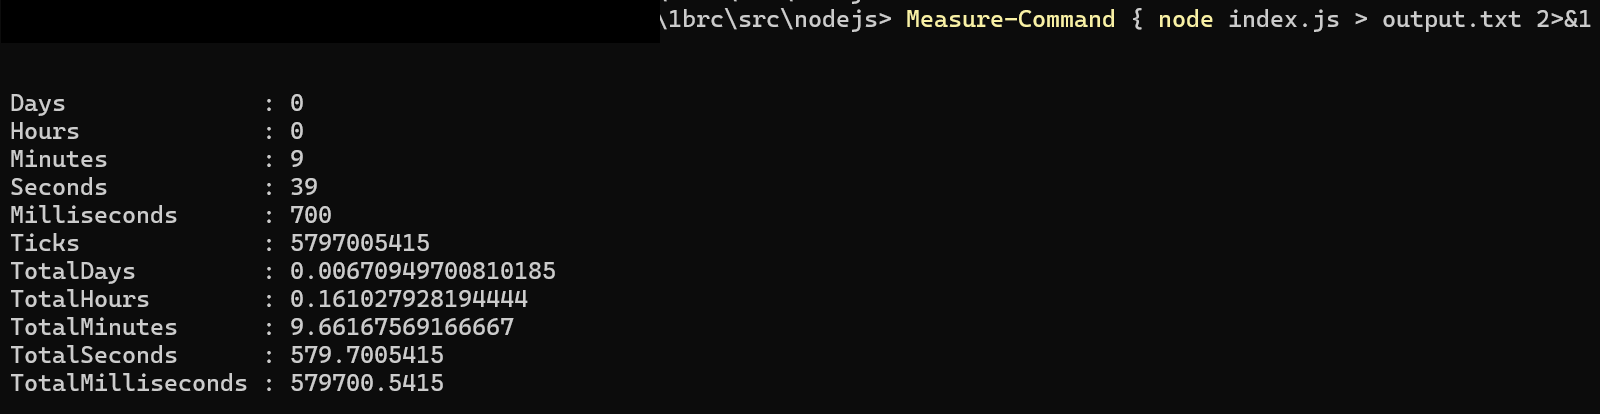 \1brc\src\nodejs> Measure-Command { node index.js > output.txt 2>&1
Days              : 0
Hours             : 0
Minutes           : 9
Seconds           : 39
Milliseconds      : 700
Ticks             : 5797005415
TotalDays         : 0.00670949700810185
TotalHours        : 0.161027928194444
TotalMinutes      : 9.66167569166667
TotalSeconds      : 579.7005415
TotalMilliseconds : 579700.5415